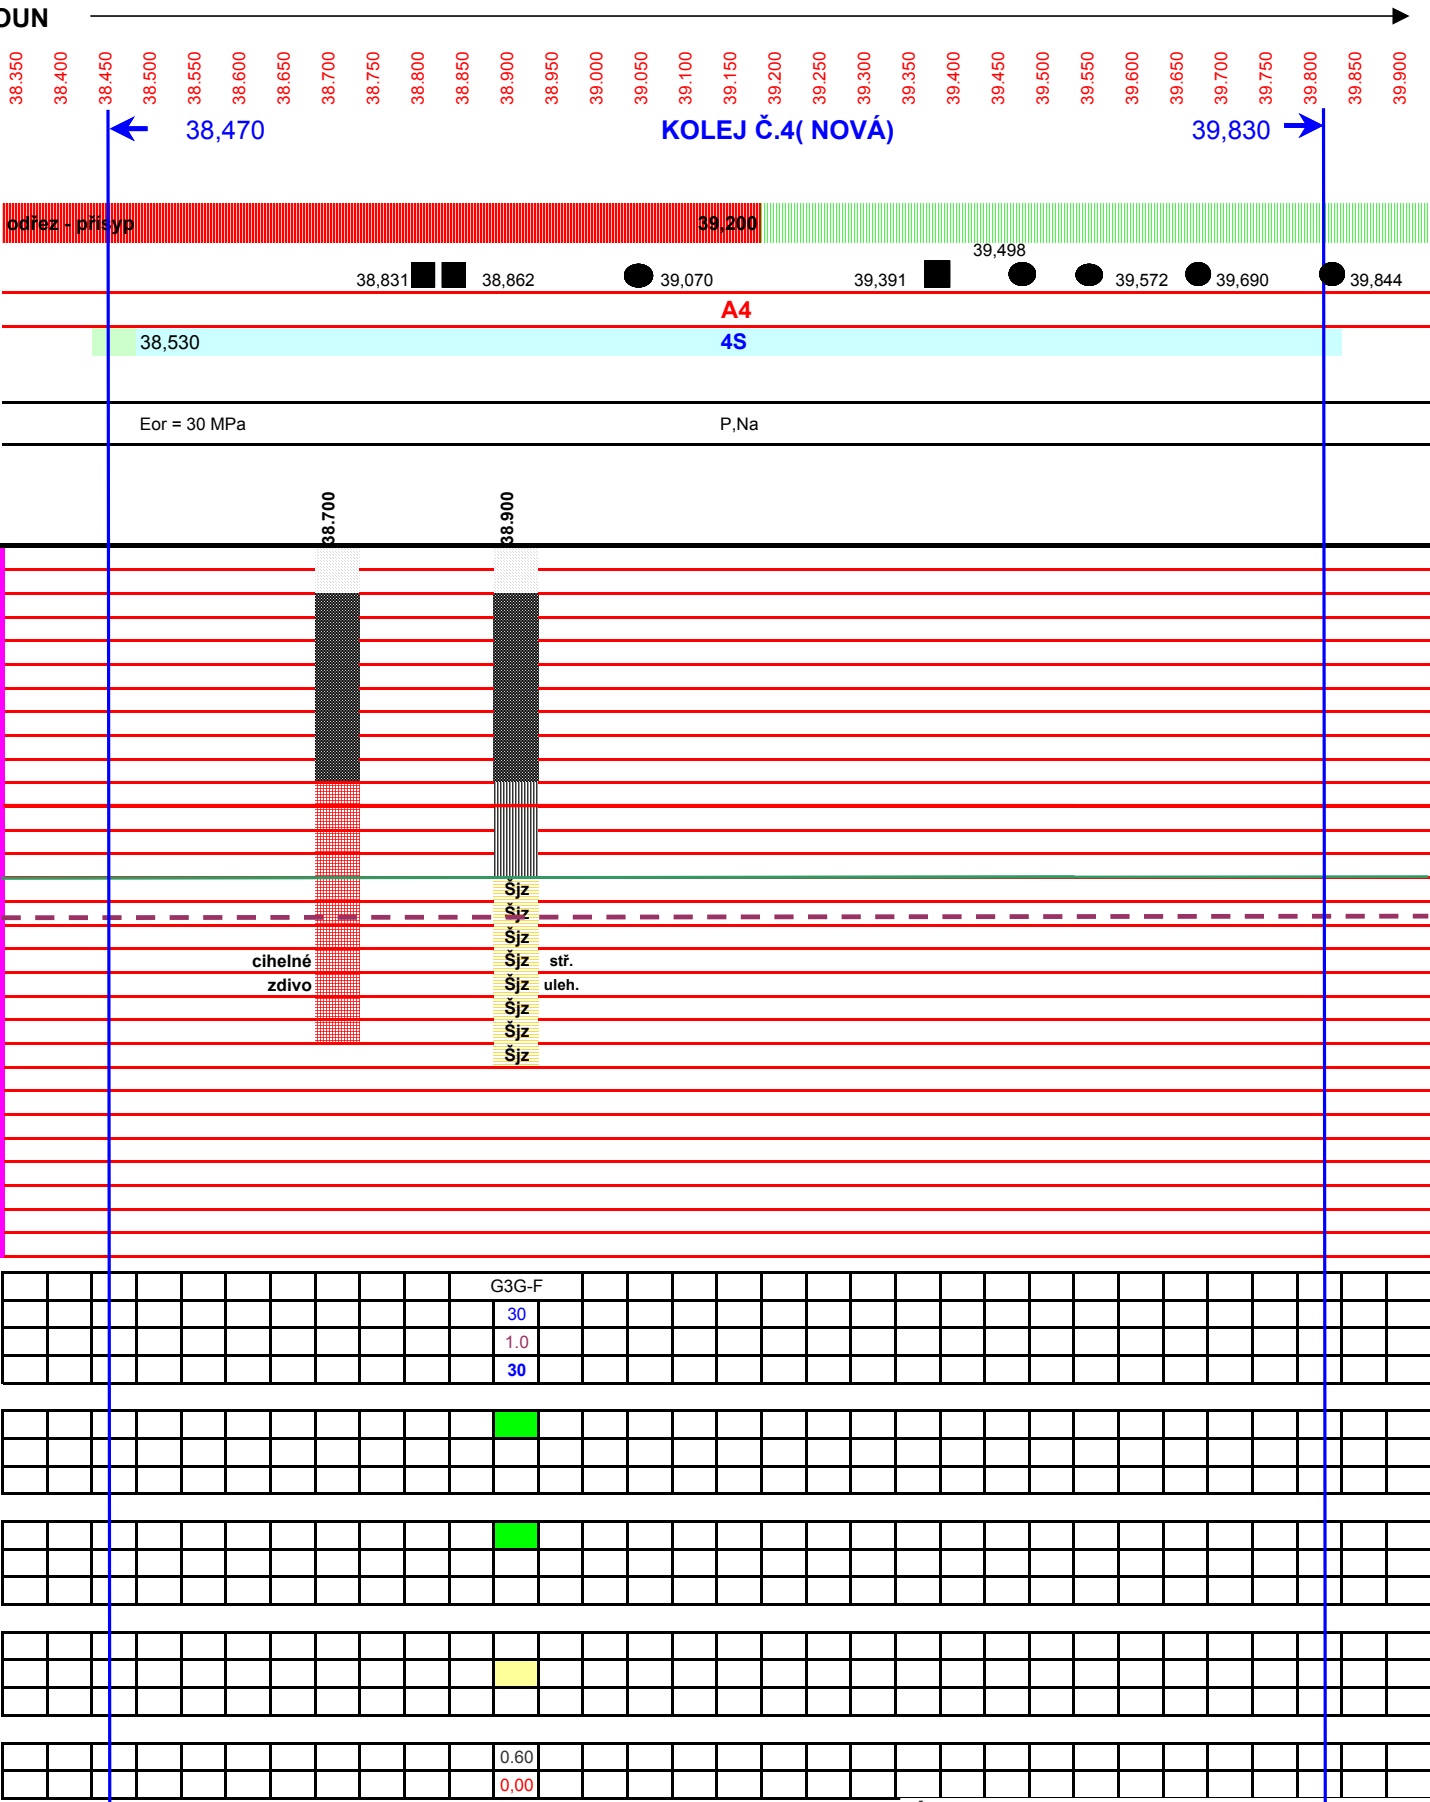 OUN
38.350 38.400 38.450 38.500 38.550 38.600 38.650 38.700 38.750 38.800 38.850 38.900 38.950 39.000 39.050 39.100 39.150 39.200 39.250 39.300 39.350 39.400 39.450 39.500 39.550 39.600 39.650 39.700 39.750 39.800 39.850 39.900
38,470 KOLEJ Č.4( NOVÁ) 39,830
odřez - přísyp 39,200
39,498
38,831 38,862 39,070 39,391 39,572 39,690 39,844
A4
38,530 4S
Eor = 30 MPa P,Na
38.700 38.900
Šjz
Šjz
Šjz
cihelné Šjz stř.
zdivo Šjz uleh.
Šjz
Šjz
Šjz
G3G-F
30
1.0
30
0.60
0,00